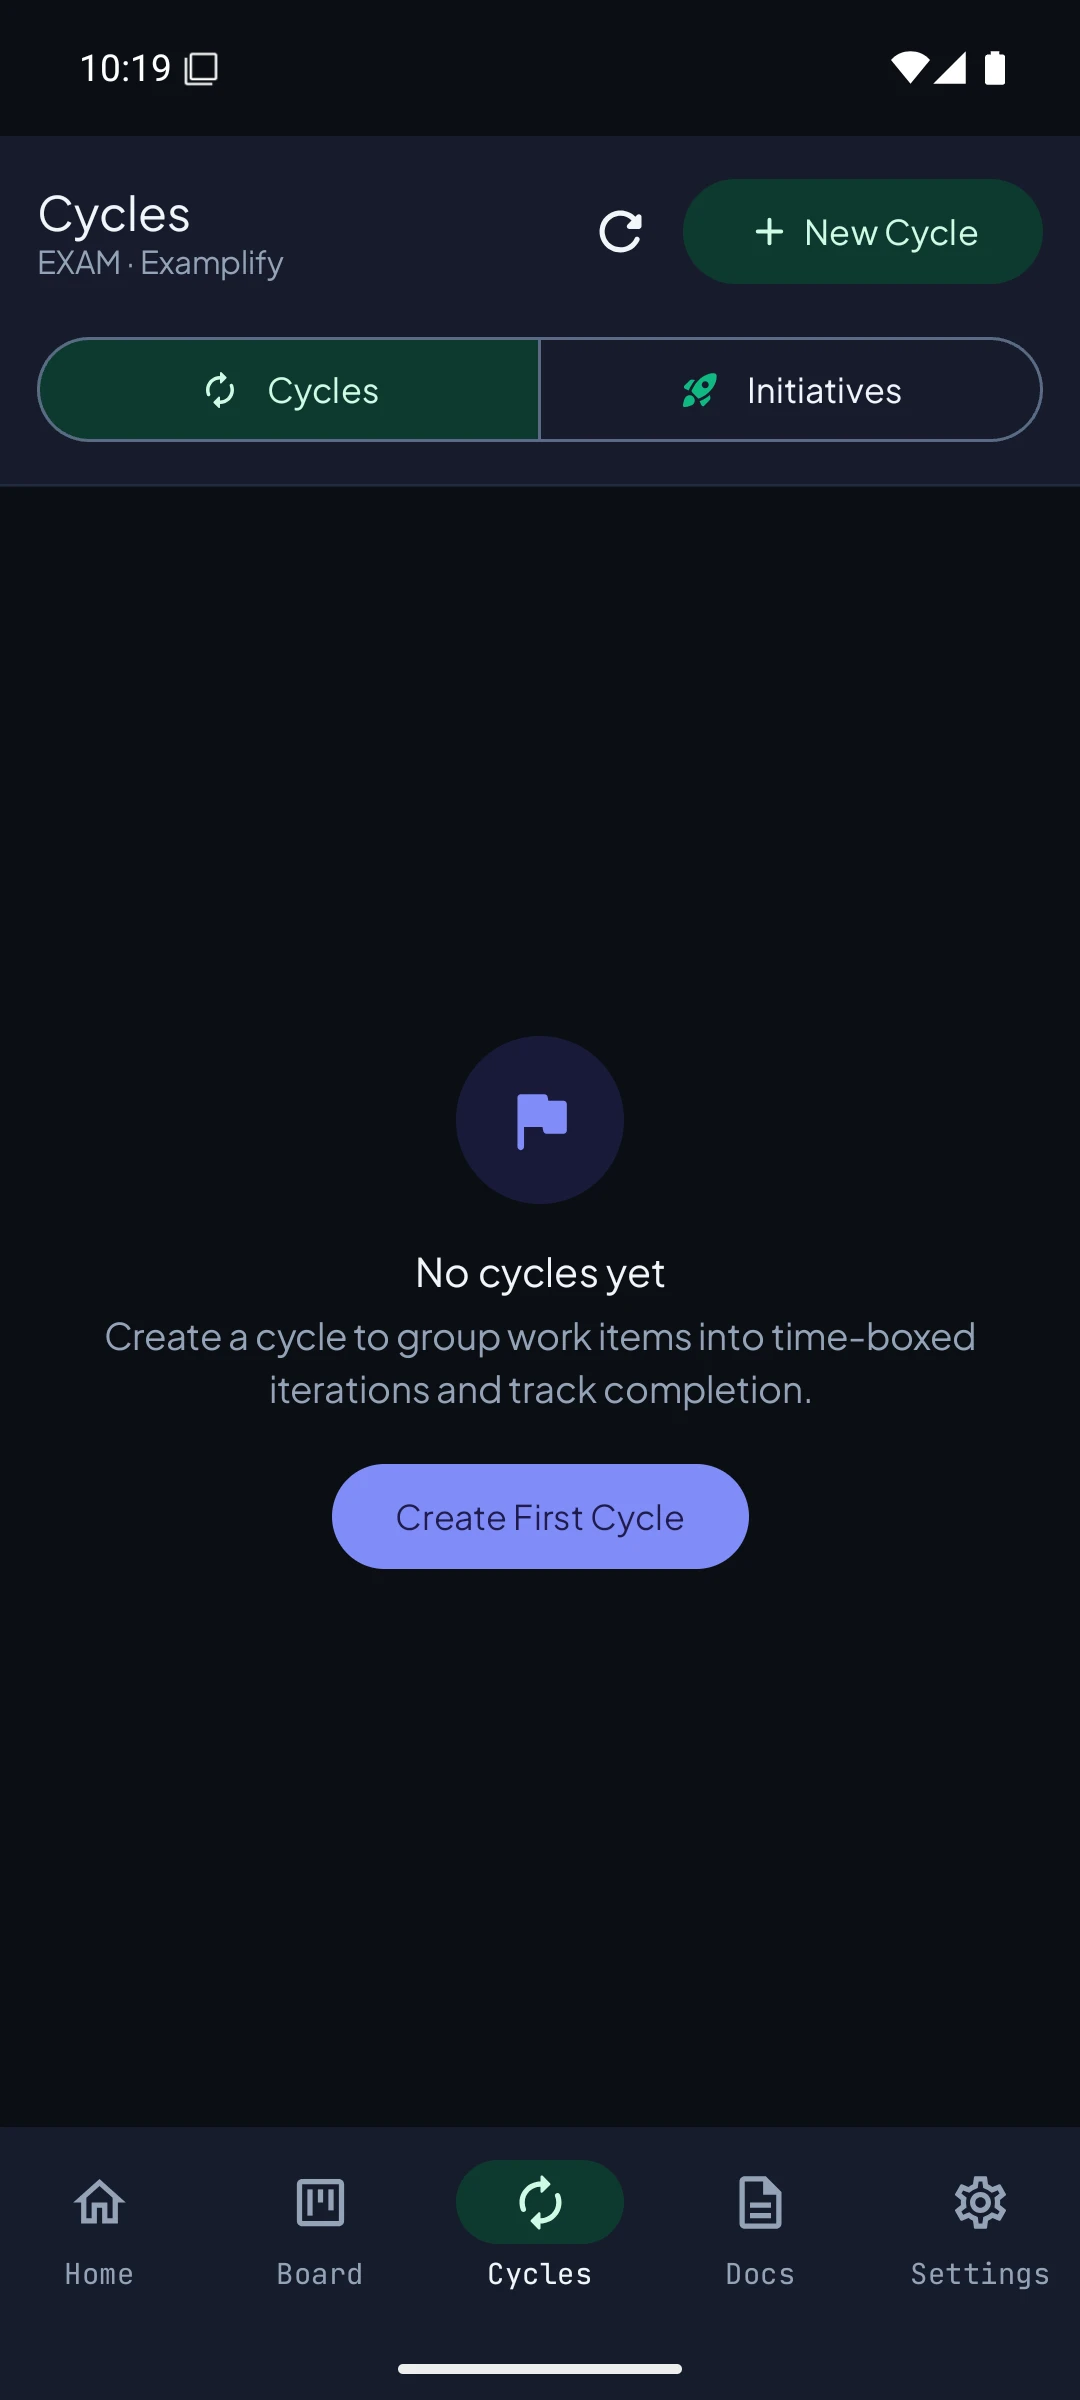 10:19
Cycles
EXAM · Examplify
New Cycle
Cycles
Initiatives
No cycles yet
Create a cycle to group work items into time-boxed
iterations and track completion.
Create First Cycle
Home
Board
Cycles
Docs
Settings